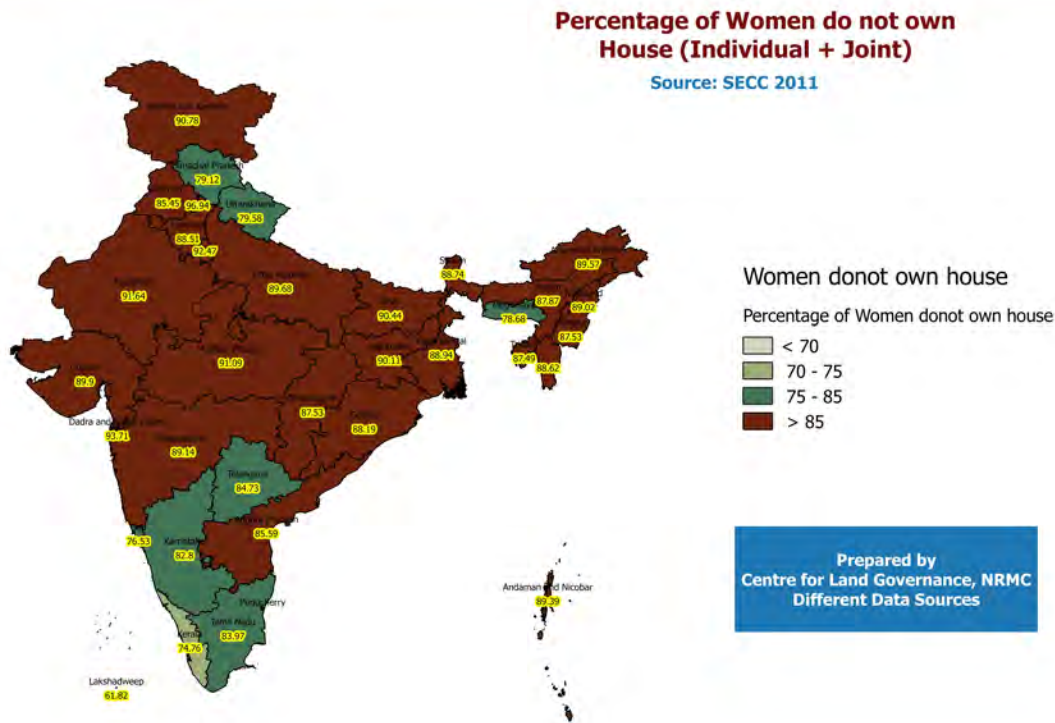 Percentage of Women do not own
House (Individual + Joint)
Source: SECC 2011
90.78
Himachal Pradesh
79.12
85.45
96.94
Uttarakhand
79.58
88.51
92.47
91.64
Uttar Pradesh
89.68
Sikkim
88.74
89.57
87.87
89.02
78.68
87.53
87.49
88.62
90.44
91.09
90.11
88.94
89.9
87.53
88.19
Dadra and
93.71
89.14
Telangana
84.73
85.59
76.53
Karnataka
82.8
Puducherry
Tamil Nadu
83.97
Kerala
74.76
Lakshadweep
61.82
Andaman and Nicobar
89.39
Women donot own house
Percentage of Women donot own house
< 70
70 - 75
75 - 85
> 85
Prepared by
Centre for Land Governance, NRMC
Different Data Sources